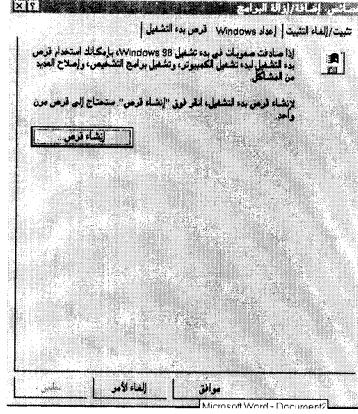 خصائص إضافة/إزالة البرامج
تثبيت/إلغاء التثبيت
إعداد Windows
قرص بدء التشغيل
إذا صادفت صعوبات في بدء تشغيل Windows 98، بإمكانك استخدام قرص
بدء التشغيل لبدء تشغيل الكمبيوتر، وتشغيل برامج التشخيص، وإصلاح العديد
من المشاكل.
لإنشاء قرص بدء التشغيل، انقر فوق "إنشاء قرص". ستحتاج إلى قرص مرن
واحد.
إنشاء قرص
موافق
إلغاء الأمر
تطبيق
Microsoft Word - Document2